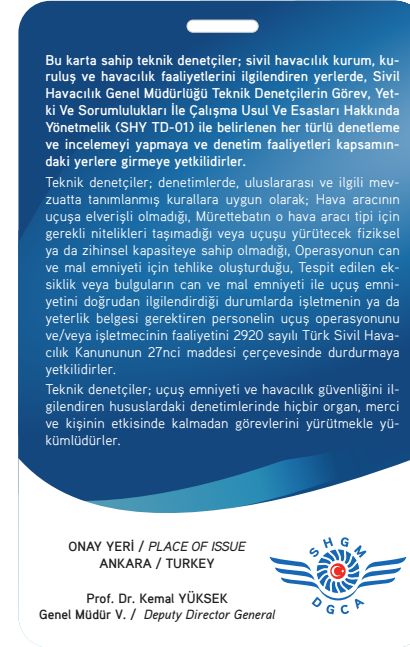 Bu karta sahip teknik denetçiler; sivil havacılık kurum, ku-
ruluş ve havacılık faaliyetlerini ilgilendiren yerlerde, Sivil
Havacılık Genel Müdürlüğü Teknik Denetçilerin Görev, Yet-
ki Ve Sorumlulukları İle Çalışma Usul Ve Esasları Hakkında
Yönetmelik (SHY TD-01) ile belirlenen her türlü denetleme
ve incelemeyi yapmaya ve denetim faaliyetleri kapsamın-
daki yerlere girmeye yetkilidirler.
Teknik denetçiler; denetimlerde, uluslararası ve ilgili mev-
zuatta tanımlanmış kurallara uygun olarak; Hava aracının
uçuşa elverişli olmadığı, Mürettebatın o hava aracı tipi için
gerekli nitelikleri taşımadığı veya uçuşu yürütecek fiziksel
ya da zihinsel kapasiteye sahip olmadığı, Operasyonun can
ve mal emniyeti için tehlike oluşturduğu, Tespit edilen ek-
siklik veya bulguların can ve mal emniyeti ile uçuş emni-
yetini doğrudan ilgilendirdiği durumlarda işletmenin ya da
yeterlik belgesi gerektiren personelin uçuş operasyonunu
ve/veya işletmecinin faaliyetini 2920 sayılı Türk Sivil Hava-
cılık Kanununun 27nci maddesi çerçevesinde durdurmaya
yetkilidirler.
Teknik denetçiler; uçuş emniyeti ve havacılık güvenliğini il-
gilendiren hususlardaki denetimlerinde hiçbir organ, merci
ve kişinin etkisinde kalmadan görevlerini yürütmekle yü-
kümlüdürler.
ONAY YERİ / PLACE OF ISSUE
ANKARA / TURKEY
Prof. Dr. Kemal YÜKSEK
Genel Müdür V. / Deputy Director General
SHGM
DGCA